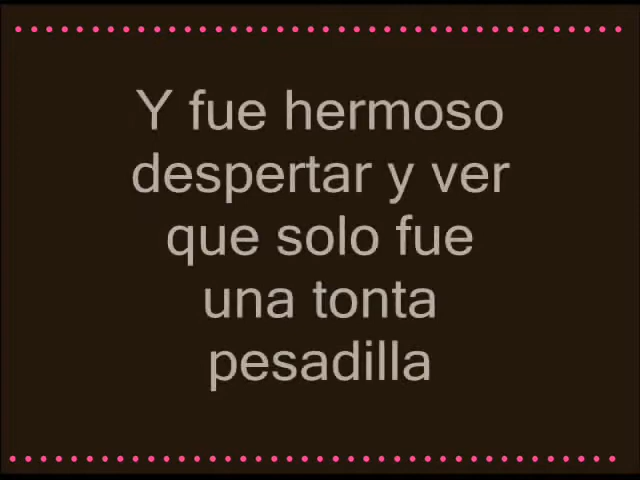 Y fue hermoso
despertar y ver
que solo fue
una tonta
pesadilla